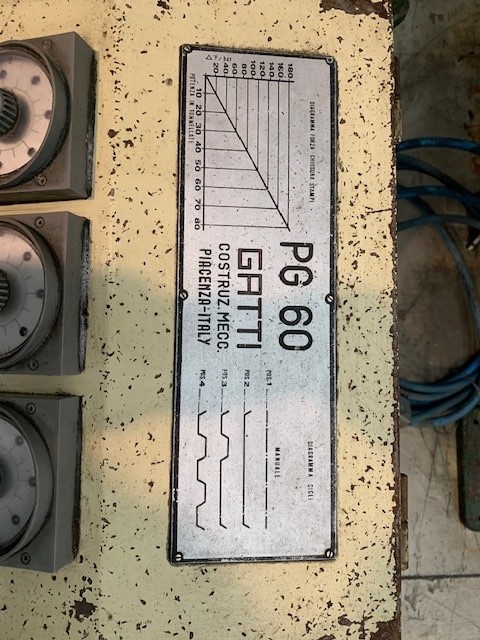 DIAGRAMMA FORZA CHIUSURA STAMPI
Δ P/bar
180
160
140
120
100
80
60
40
20
10 20 30 40 50 60 70 80
POTENZA IN TONNELLATE
PG 60
GATTI
COSTRUZ. MECC.
PIACENZA-ITALY
DIAGRAMMA CICLI
MANUALE
POS.1
POS.2
POS.3
POS.4